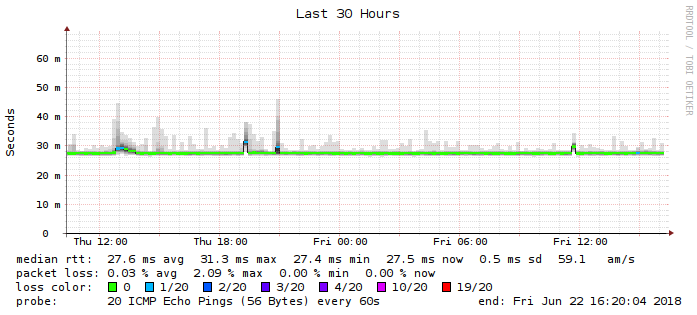 Last 30 Hours
RRDTOOL / TOBI OETIKER
Seconds
60 m
50 m
40 m
30 m
20 m
10 m
0
Thu 12:00 Thu 18:00 Fri 00:00 Fri 06:00 Fri 12:00
median rtt: 27.6 ms avg 31.3 ms max 27.4 ms min 27.5 ms now 0.5 ms sd 59.1 am/s
packet loss: 0.03 % avg 2.09 % max 0.00 % min 0.00 % now
loss color: 0 1/20 2/20 3/20 4/20 10/20 19/20
probe: 20 ICMP Echo Pings (56 Bytes) every 60s end: Fri Jun 22 16:20:04 2018